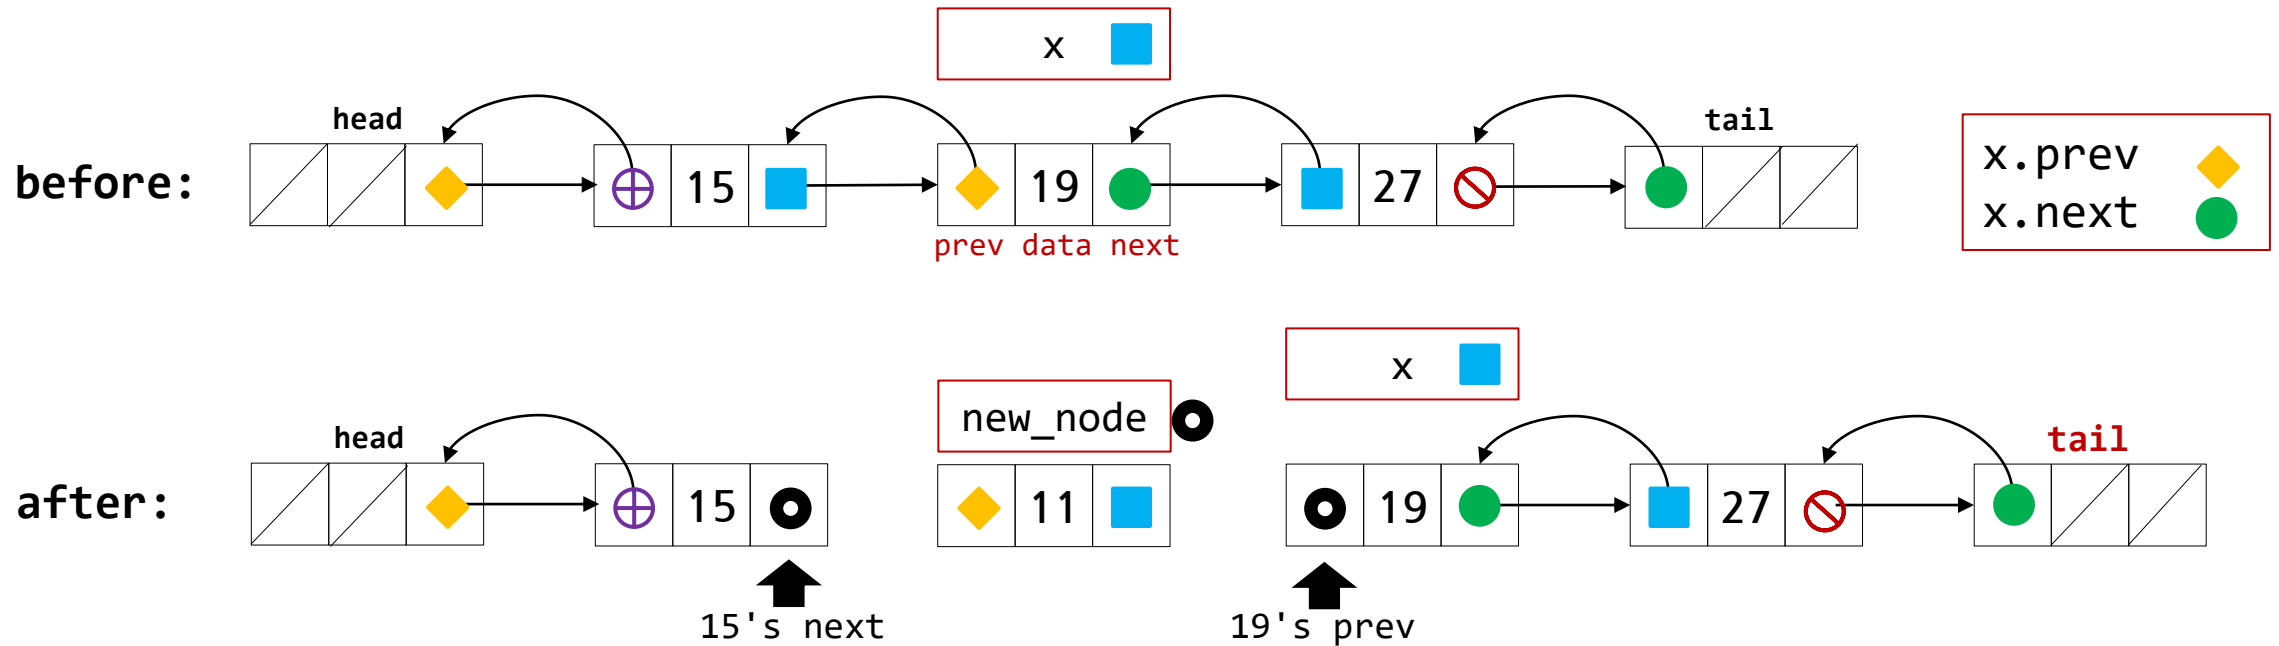 x
head
tail
before:
15
19
27
x.prev
x.next
prev data next
x
new_node
head
tail
after:
15
11
19
27
15's next
19's prev